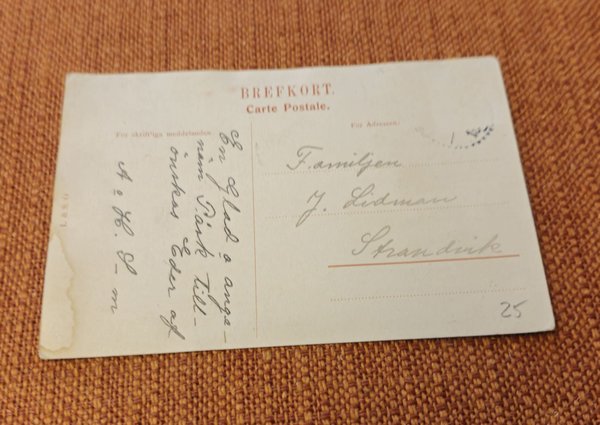 BREFKORT.
Carte Postale.
För skriftliga meddelanden
För Adressen.
En Glad o ange-
näm Påsk till-
önskas Eder af
A o H. S-m
Familjen
J. Lidman
Strandvik
25